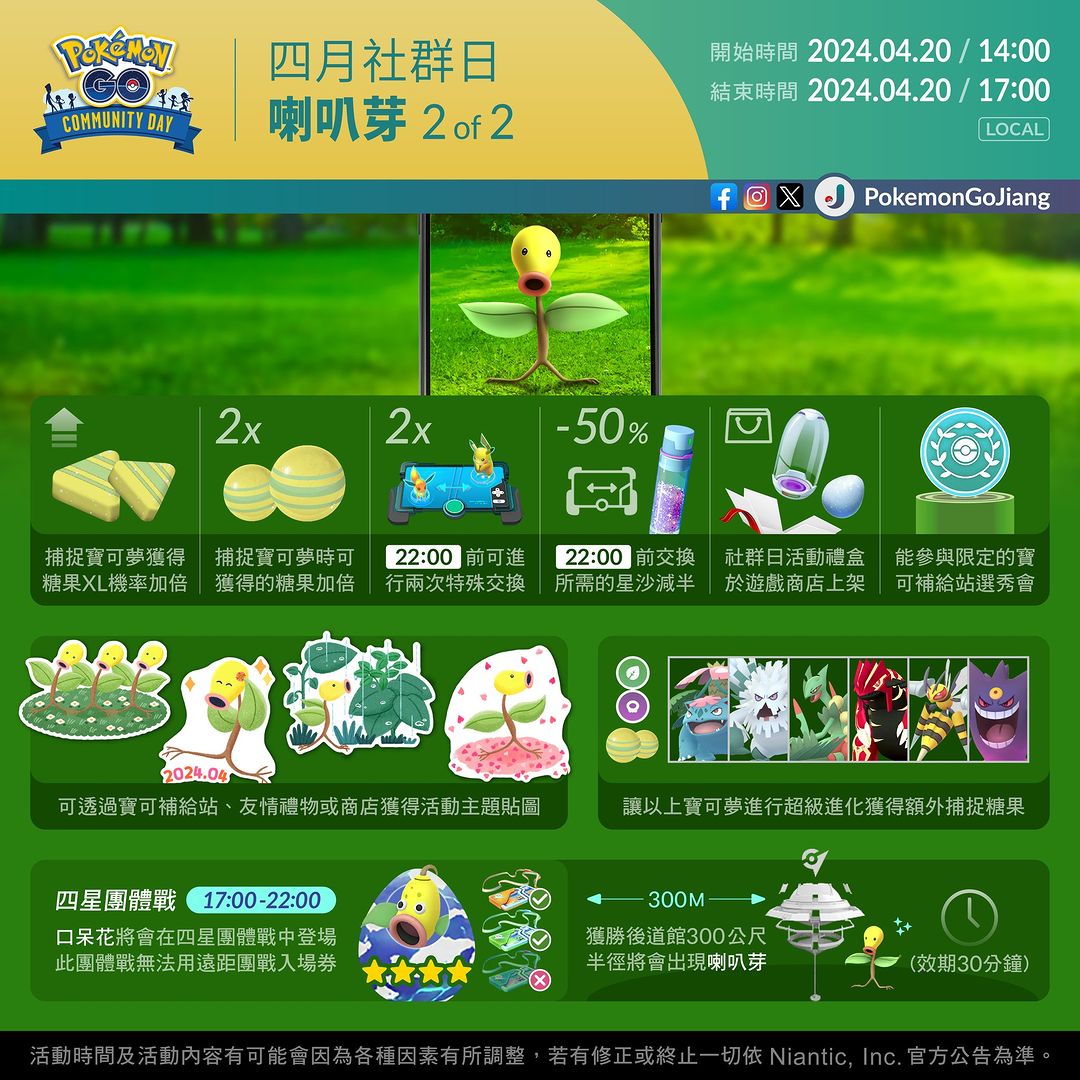 POKÉMON
GO
COMMUNITY DAY
四月社群日
喇叭芽 2 of 2
開始時間 2024.04.20 / 14:00
結束時間 2024.04.20 / 17:00
LOCAL
PokemonGoJiang
捕捉寶可夢獲得
糖果XL機率加倍
2x
捕捉寶可夢時可
獲得的糖果加倍
2x
22:00 前可進
行兩次特殊交換
-50%
22:00 前交換
所需的星沙減半
社群日活動禮盒
於遊戲商店上架
能參與限定的寶
可補給站選秀會
2024.04
可透過寶可補給站、友情禮物或商店獲得活動主題貼圖
讓以上寶可夢進行超級進化獲得額外捕捉糖果
四星團體戰 17:00-22:00
口呆花將會在四星團體戰中登場
此團體戰無法用遠距團戰入場券
300M
獲勝後道館300公尺
半徑將會出現喇叭芽
(效期30分鐘)
活動時間及活動內容有可能會因為各種因素有所調整，若有修正或終止一切依 Niantic, Inc. 官方公告為準。